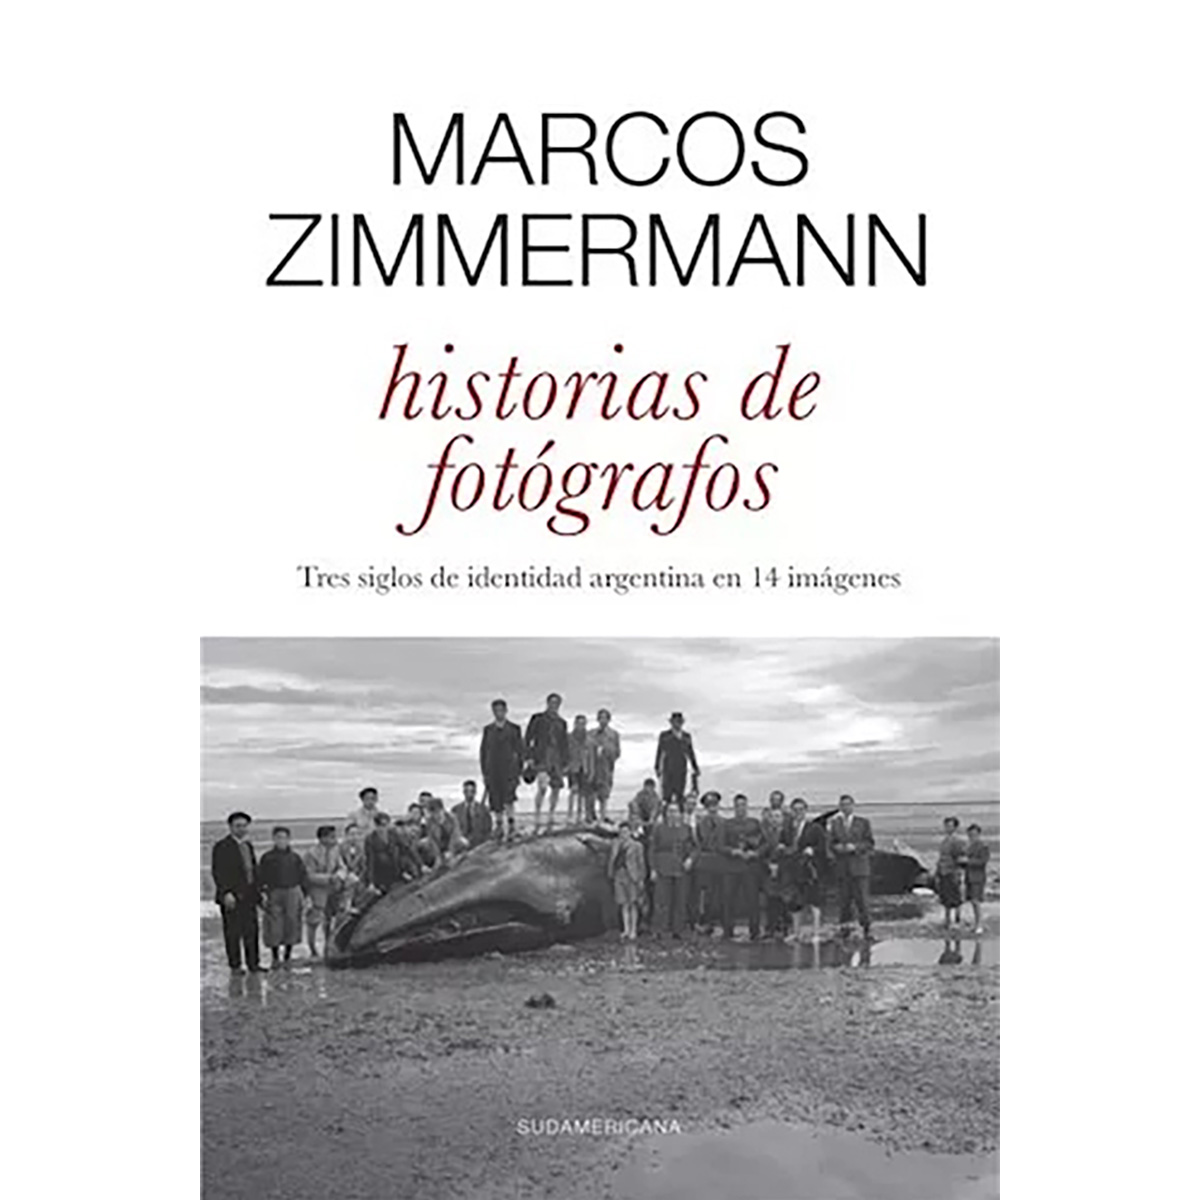 MARCOS
ZIMMERMANN
historias de
fotógrafos
Tres siglos de identidad argentina en 14 imágenes
SUDAMERICANA